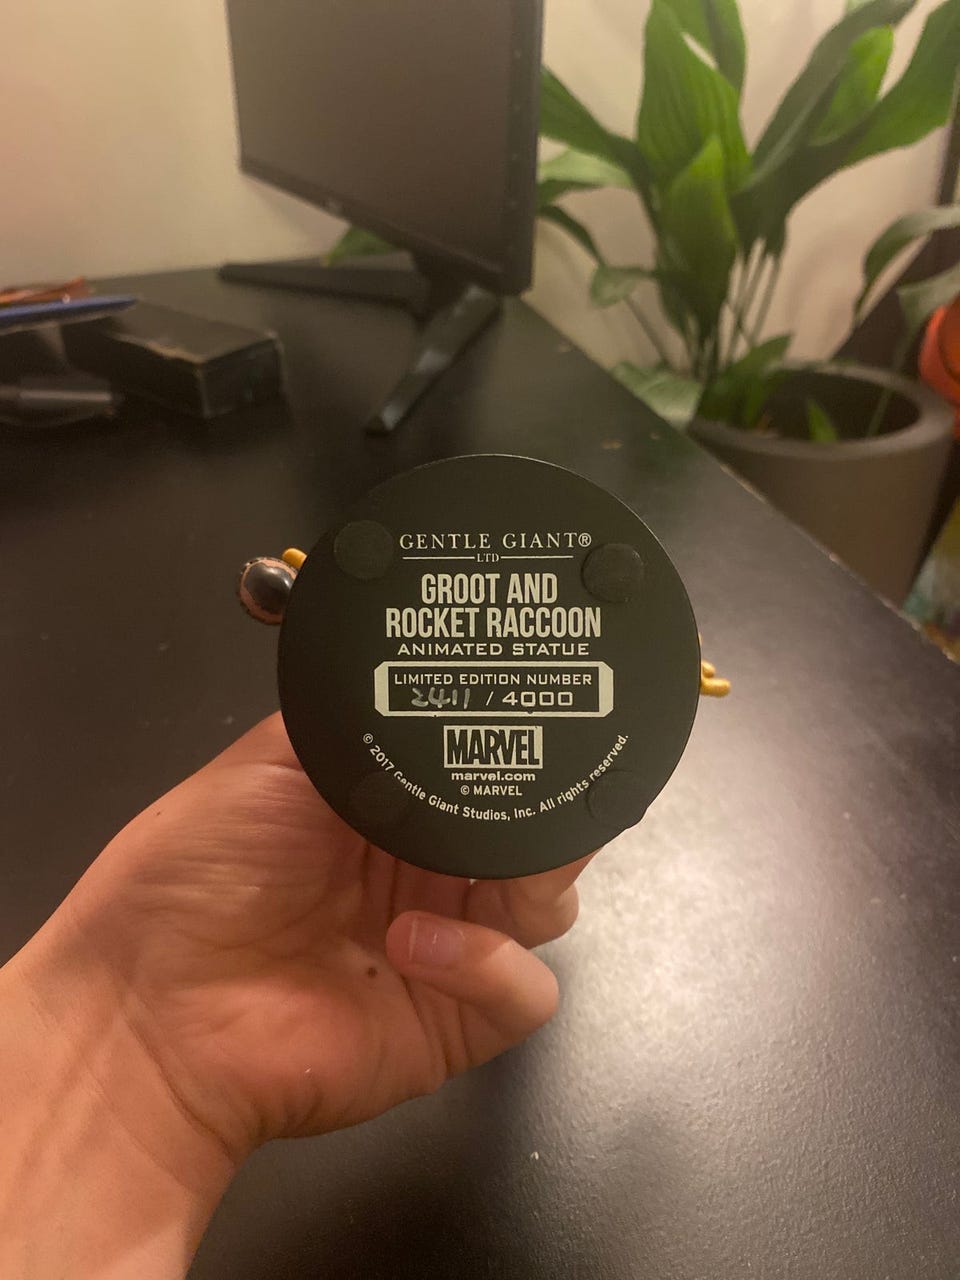 GENTLE GIANT®
LTD
GROOT AND
ROCKET RACCOON
ANIMATED STATUE
LIMITED EDITION NUMBER
2411 / 4000
MARVEL
marvel.com
© MARVEL
© 2017 Gentle Giant Studios, Inc. All rights reserved.